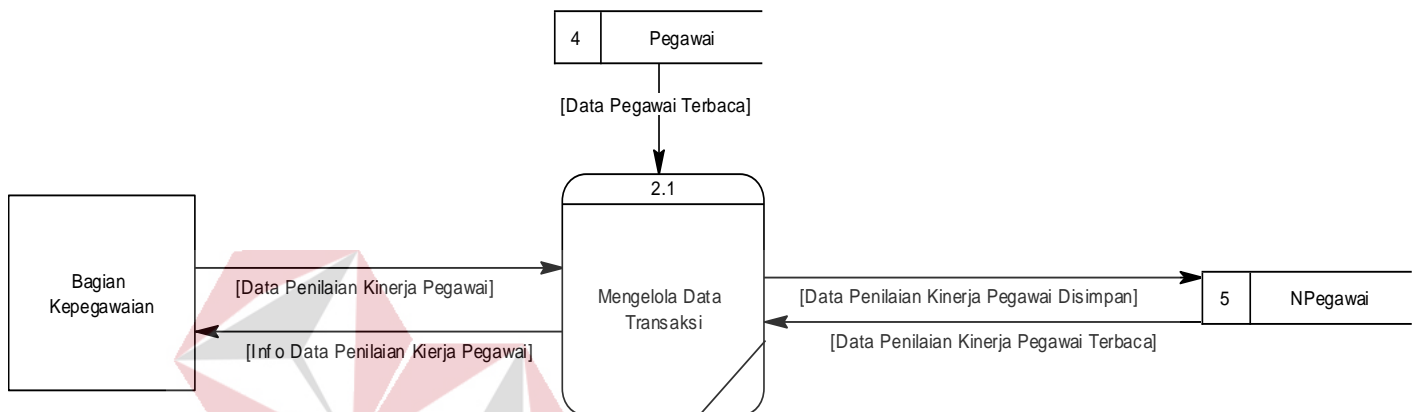 4 Pegawai
[Data Pegawai Terbaca]
2.1
Bagian
Kepegawaian
[Data Penilaian Kinerja Pegawai]
[Info Data Penilaian Kierja Pegawai]
Mengelola Data
Transaksi
[Data Penilaian Kinerja Pegawai Disimpan]
[Data Penilaian Kinerja Pegawai Terbaca]
5 NPegawai